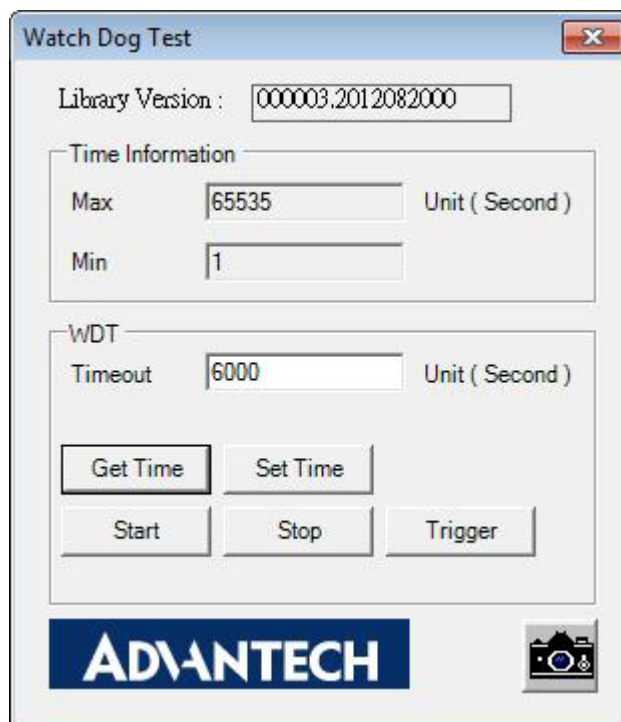 Watch Dog Test
Library Version : 000003.2012082000
Time Information
Max 65535 Unit ( Second )
Min 1
WDT
Timeout 6000 Unit ( Second )
Get Time Set Time
Start Stop Trigger
ADVANTECH